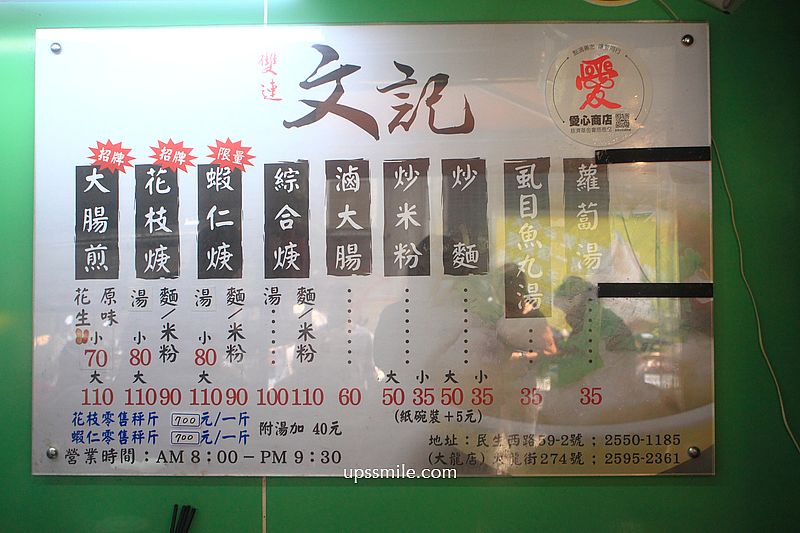 雙連
文記
愛心商店
招牌
招牌
限量
大腸煎
花枝焿
蝦仁焿
綜合焿
滷大腸
炒米粉
炒麵
虱目魚丸湯
蘿蔔湯
花生 原味
湯 麵/米粉
湯 麵/米粉
湯 麵/米粉
小 70 大 110
小 80 大 110 90
小 80 大 110 90
100 110
60
大 50 小 35
大 50 小 35
35
35
花枝零售秤斤 700 元/一斤
蝦仁零售秤斤 700 元/一斤
附湯加 40元
(紙碗裝+5元)
營業時間：AM 8:00－PM 9:30
地址：民生西路59-2號；2550-1185
(大龍店) 大龍街274號；2595-2361
upssmile.com